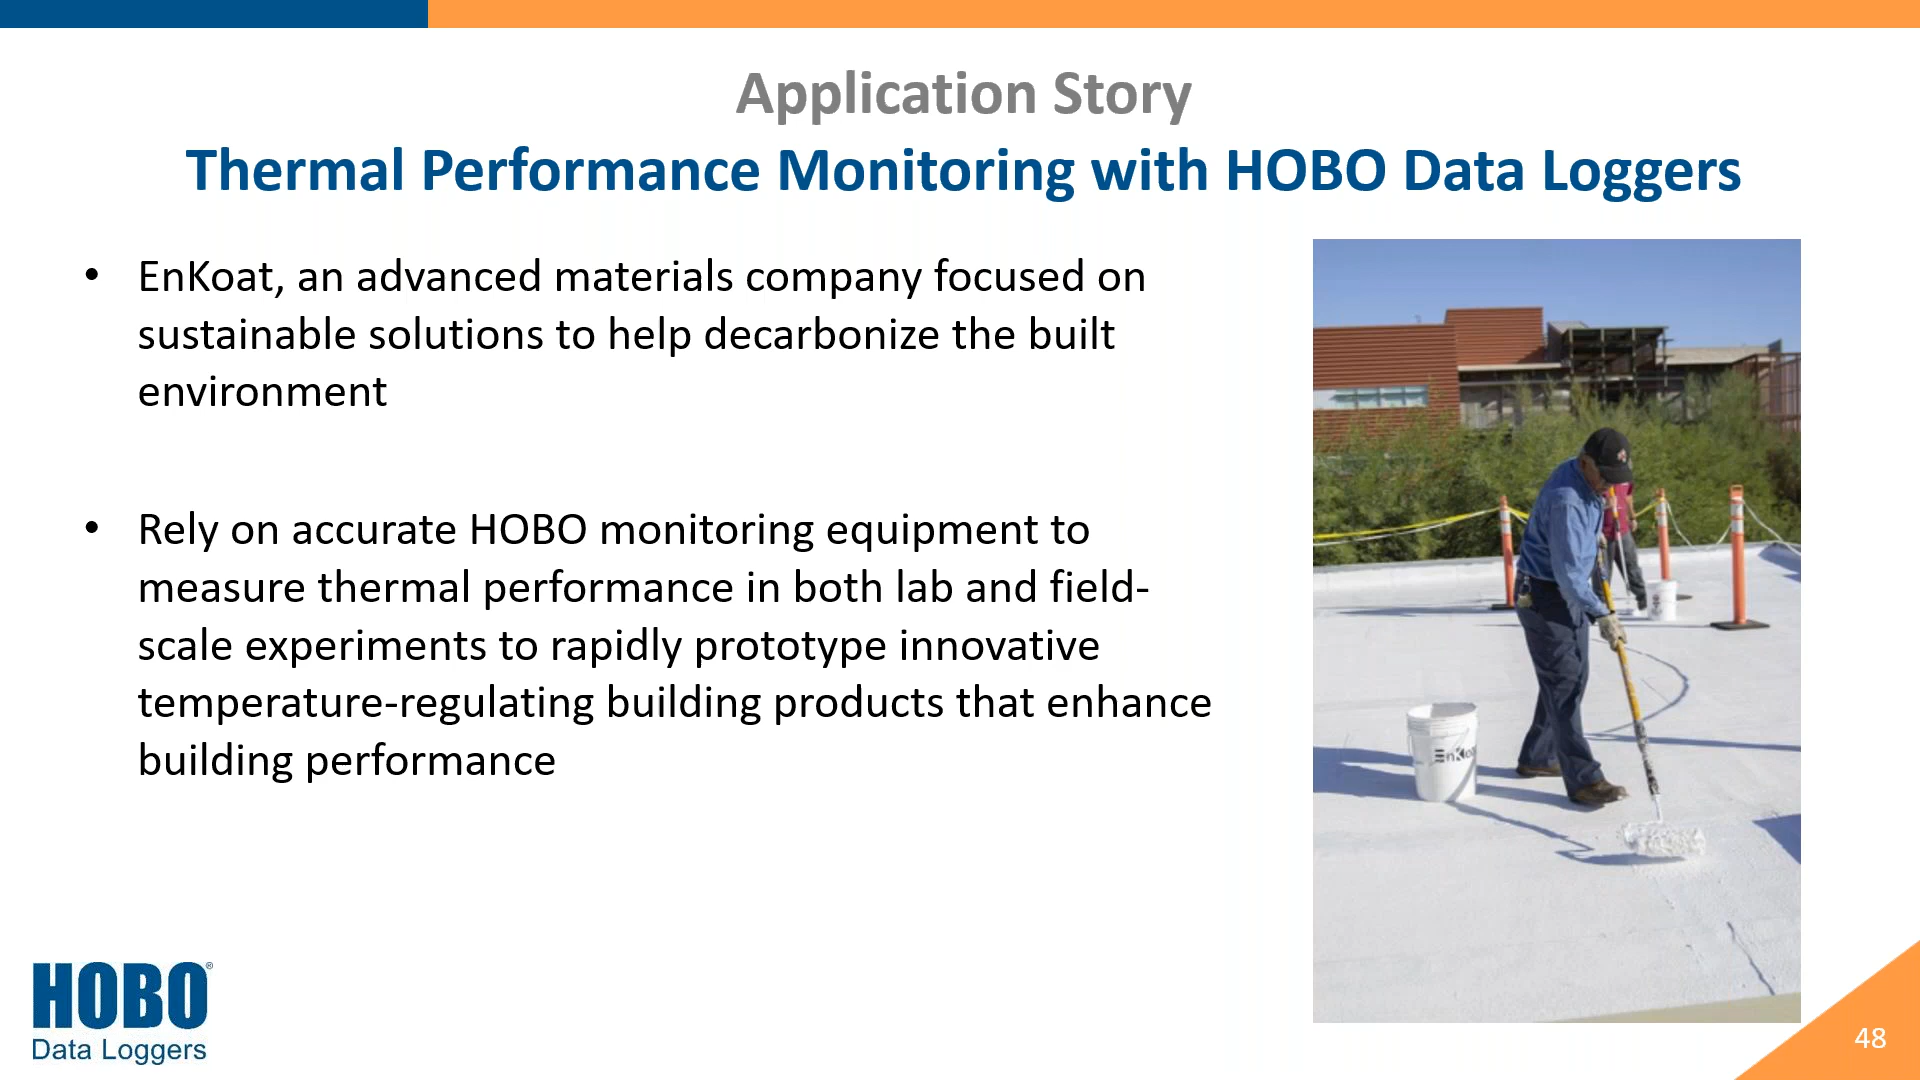 Application Story
Thermal Performance Monitoring with HOBO Data Loggers
• EnKoat, an advanced materials company focused on
sustainable solutions to help decarbonize the built
environment
• Rely on accurate HOBO monitoring equipment to
measure thermal performance in both lab and field-
scale experiments to rapidly prototype innovative
temperature-regulating building products that enhance
building performance
HOBO®
Data Loggers
48